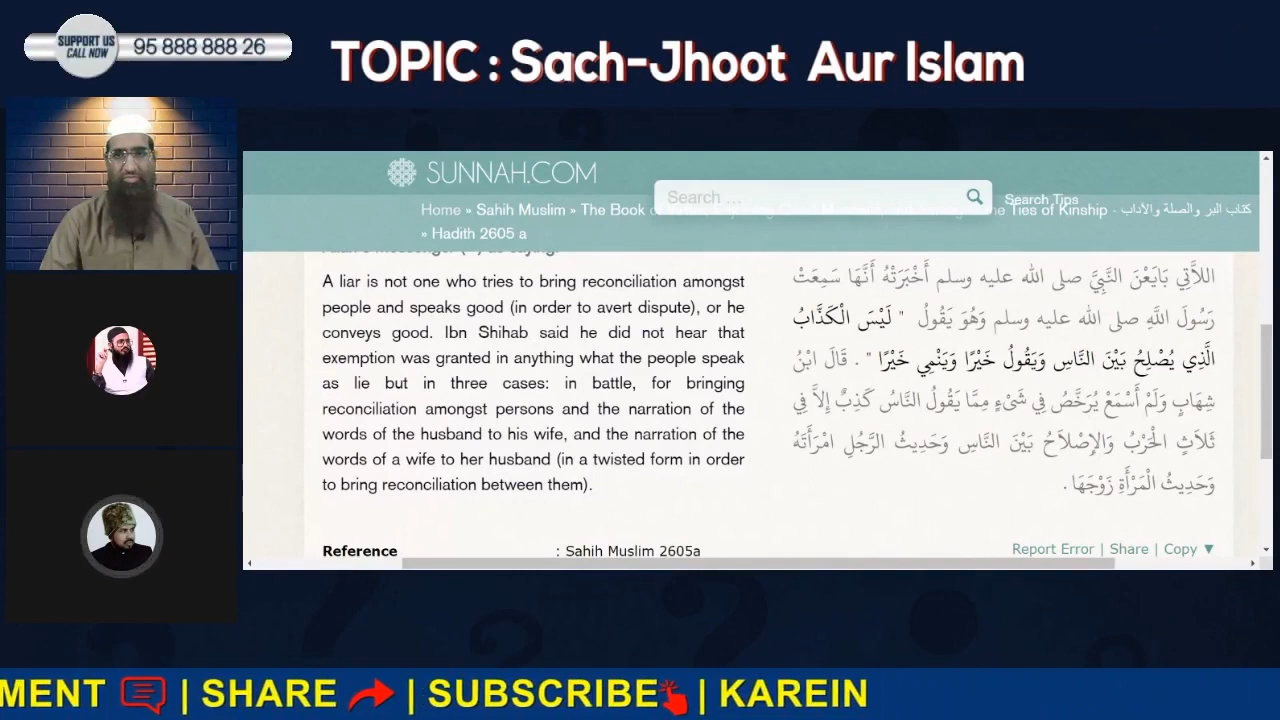 SUPPORT US
CALL NOW
95 888 888 26
TOPIC : Sach-Jhoot Aur Islam
SUNNAH.COM
Search ...
Search Tips
Home » Sahih Muslim » The Book of Ties of Kinship - كتاب البر والصلة والآداب
» Hadith 2605 a
A liar is not one who tries to bring reconciliation amongst
people and speaks good (in order to avert dispute), or he
conveys good. Ibn Shihab said he did not hear that
exemption was granted in anything what the people speak
as lie but in three cases: in battle, for bringing
reconciliation amongst persons and the narration of the
words of the husband to his wife, and the narration of the
words of a wife to her husband (in a twisted form in order
to bring reconciliation between them).
اللاَّتِي بَايَعْنَ النَّبِيَّ صلى الله عليه وسلم أَخْبَرَتْهُ أَنَّهَا سَمِعَتْ
رَسُولَ اللَّهِ صلى الله عليه وسلم وَهُوَ يَقُولُ ‏"‏ لَيْسَ الْكَذَّابُ
الَّذِي يُصْلِحُ بَيْنَ النَّاسِ وَيَقُولُ خَيْرًا وَيَنْمِي خَيْرًا ‏"‏ ‏.‏ قَالَ ابْنُ
شِهَابٍ وَلَمْ أَسْمَعْ يُرَخَّصُ فِي شَىْءٍ مِمَّا يَقُولُ النَّاسُ كَذِبٌ إِلاَّ فِي
ثَلاَثٍ الْحَرْبُ وَالإِصْلاَحُ بَيْنَ النَّاسِ وَحَدِيثُ الرَّجُلِ امْرَأَتَهُ
وَحَدِيثُ الْمَرْأَةِ زَوْجَهَا ‏.‏
Reference : Sahih Muslim 2605a
Report Error | Share | Copy ▼
MENT | SHARE | SUBSCRIBE | KAREIN